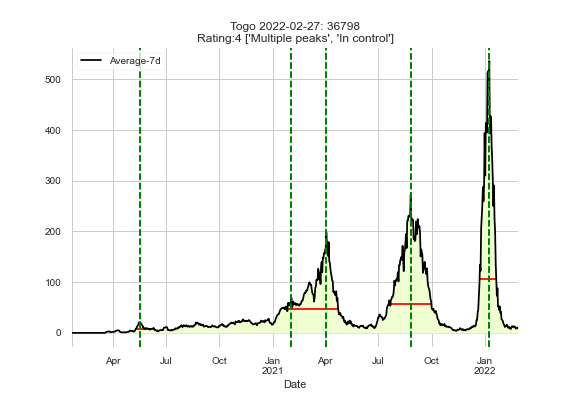 Togo 2022-02-27: 36798
Rating:4 ['Multiple peaks', 'In control']
Average-7d
500
400
300
200
100
0
Apr Jul Oct Jan Apr Jul Oct Jan
2021 2022
Date